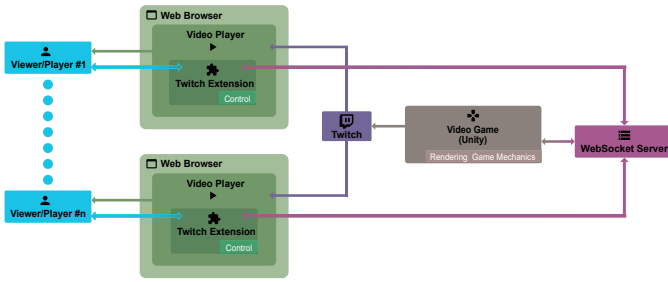 Web Browser
Video Player
Viewer/Player #1
Twitch Extension
Control
Twitch
Video Game
(Unity)
Rendering Game Mechanics
WebSocket Server
Web Browser
Video Player
Viewer/Player #n
Twitch Extension
Control